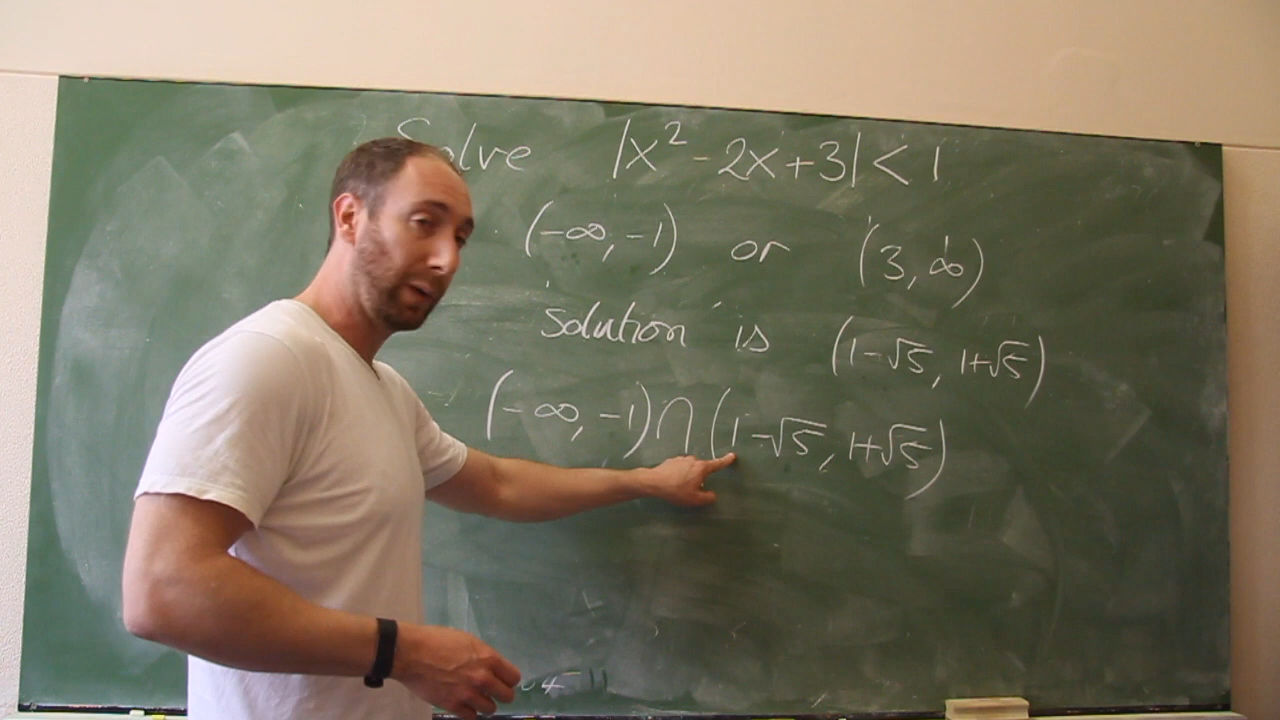 Solve |x² - 2x + 3| < 1
(-∞, -1) or (3, ∞)
Solution is (1-√5, 1+√5)
(-∞, -1) ∩ (1-√5, 1+√5)